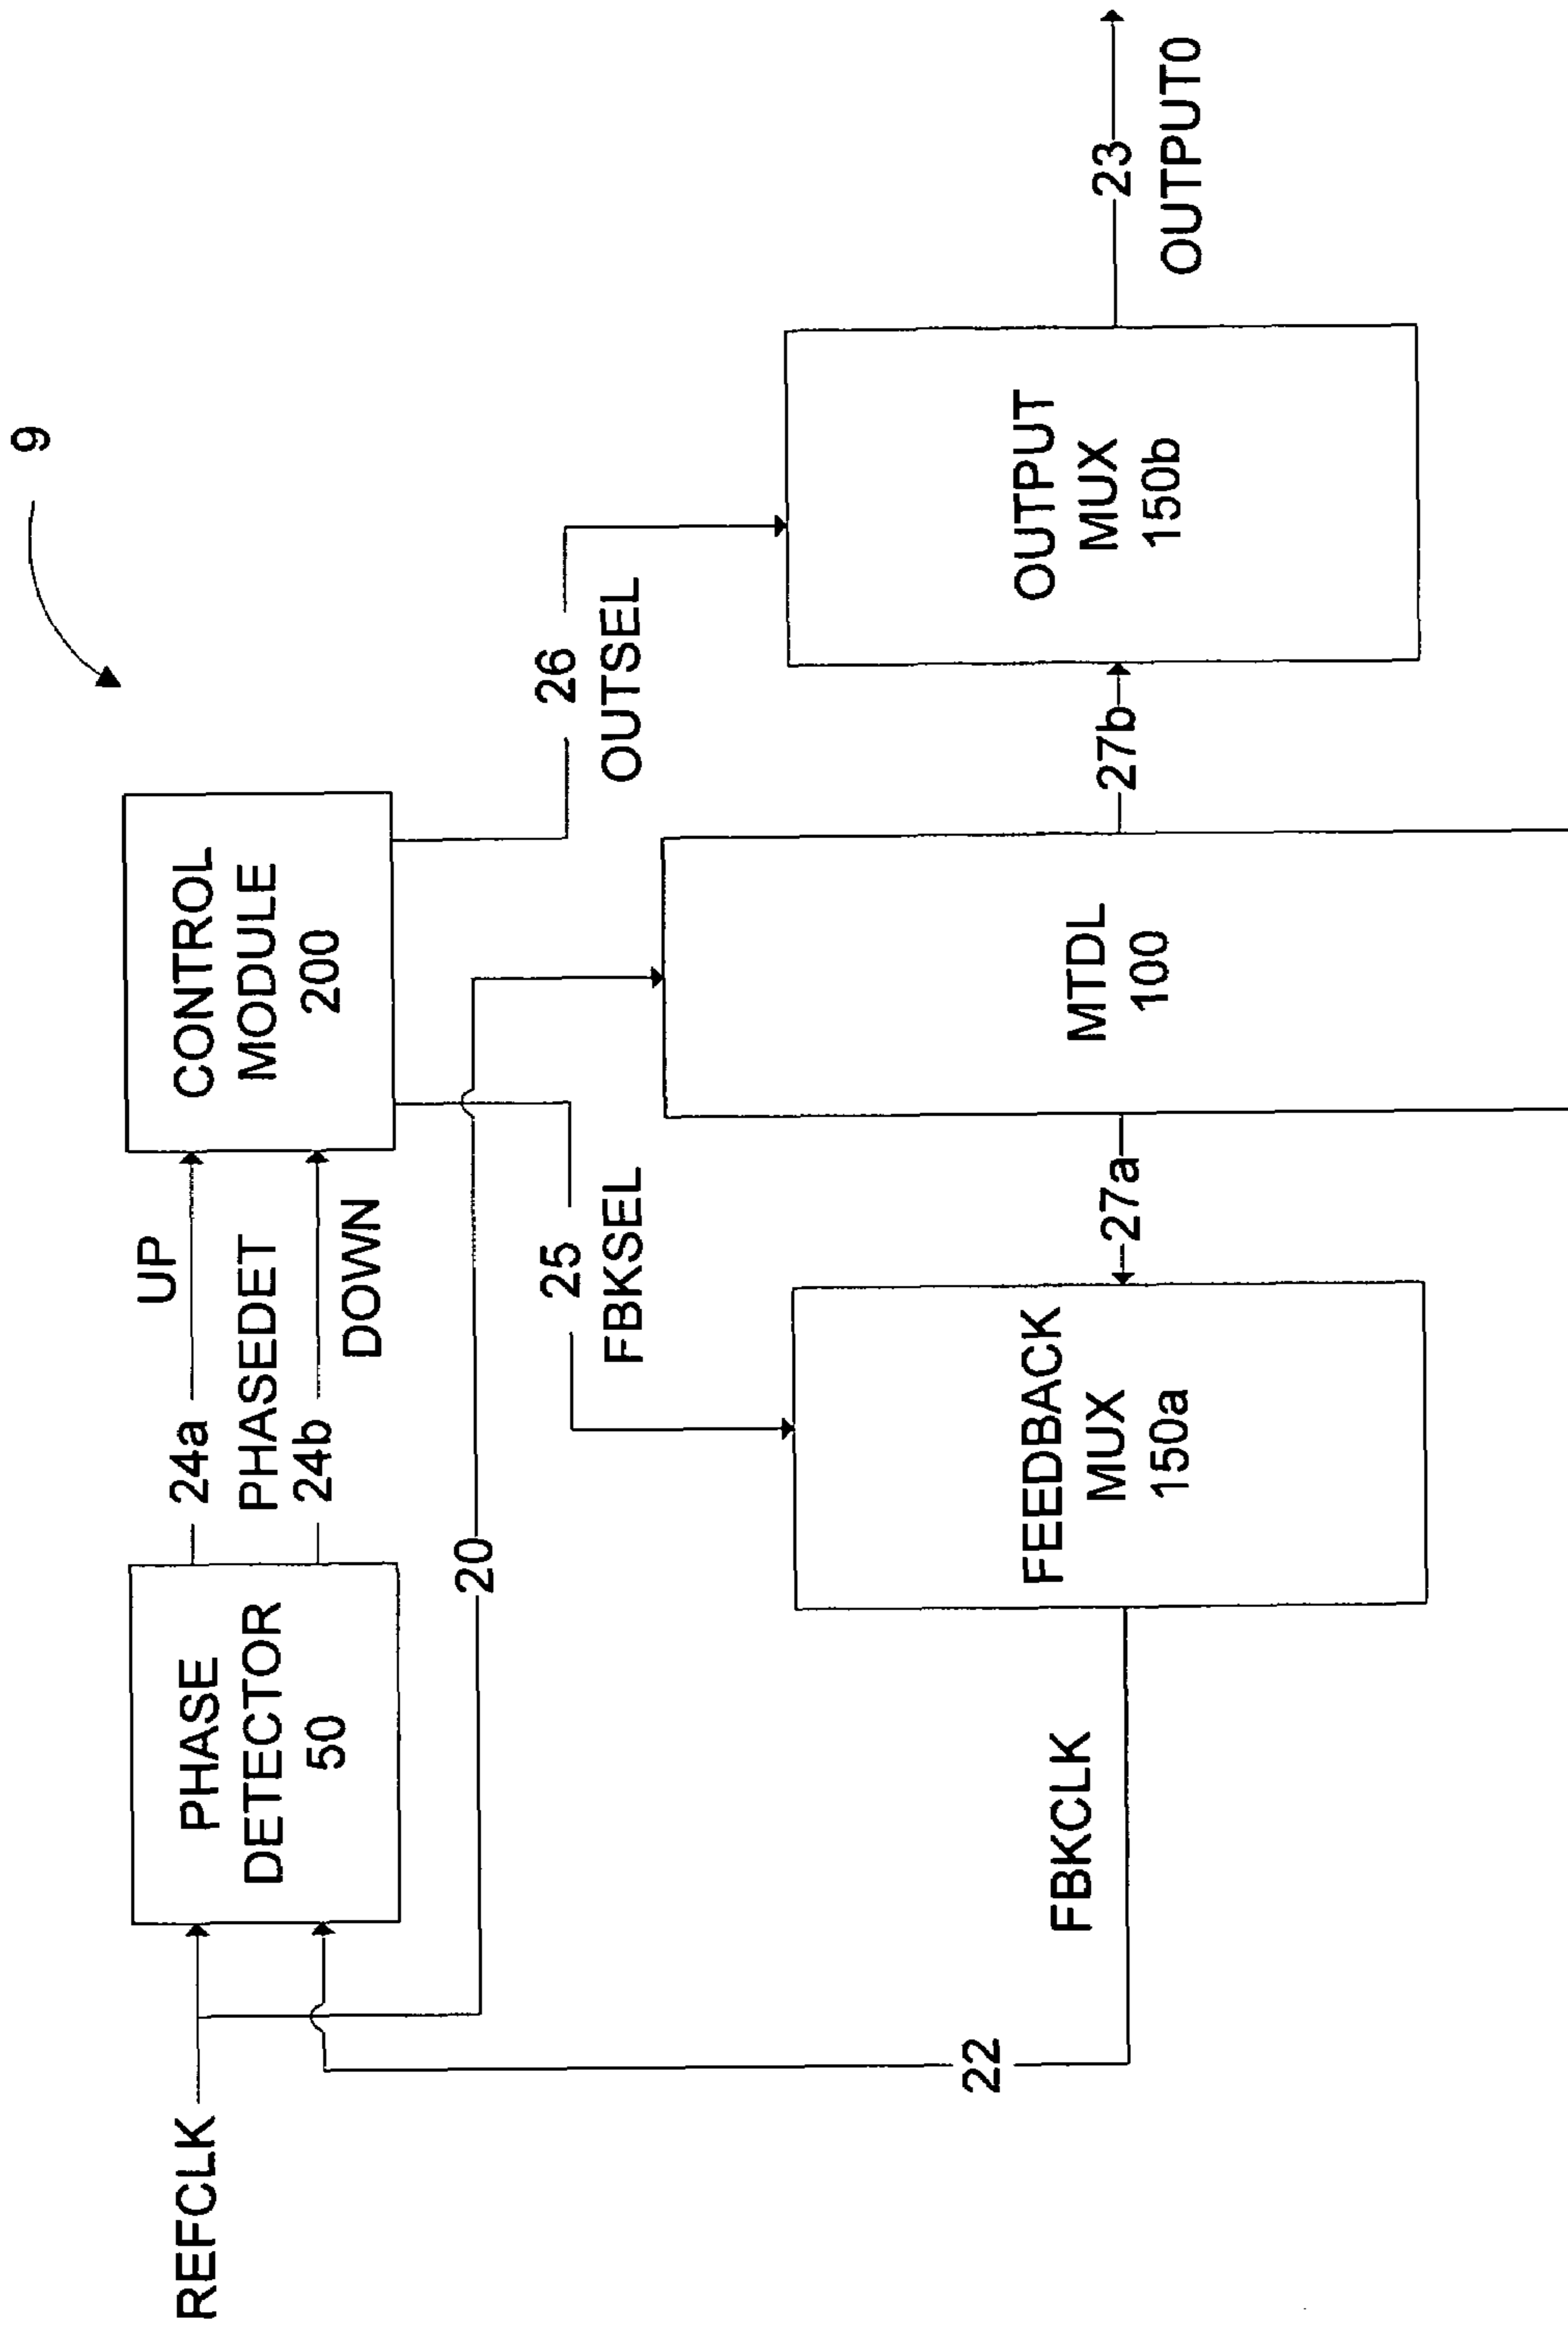 9
UP
24a
PHASEDET
24b
DOWN
REFCLK
PHASE
DETECTOR
50
CONTROL
MODULE
200
20
25
FBKSEL
26
OUTSEL
22
FBKCLK
FEEDBACK
MUX
150a
27a
MTDL
100
27b
OUTPUT
MUX
150b
23
OUTPUT0